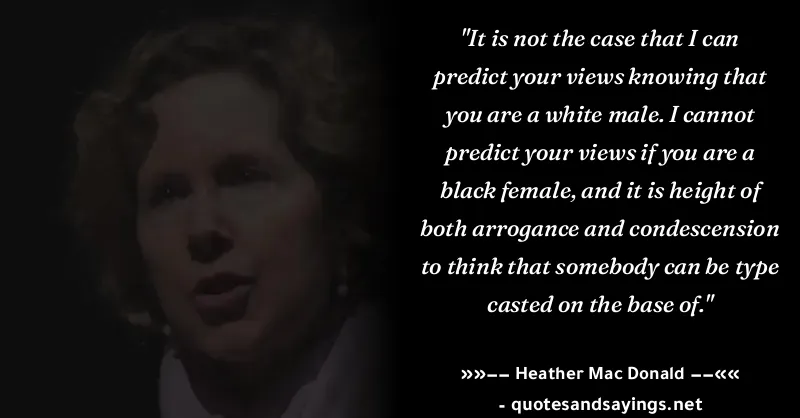 "It is not the case that I can
predict your views knowing that
you are a white male. I cannot
predict your views if you are a
black female, and it is height of
both arrogance and condescension
to think that somebody can be type
casted on the base of."
»»−− Heather Mac Donald −−««
- quotesandsayings.net